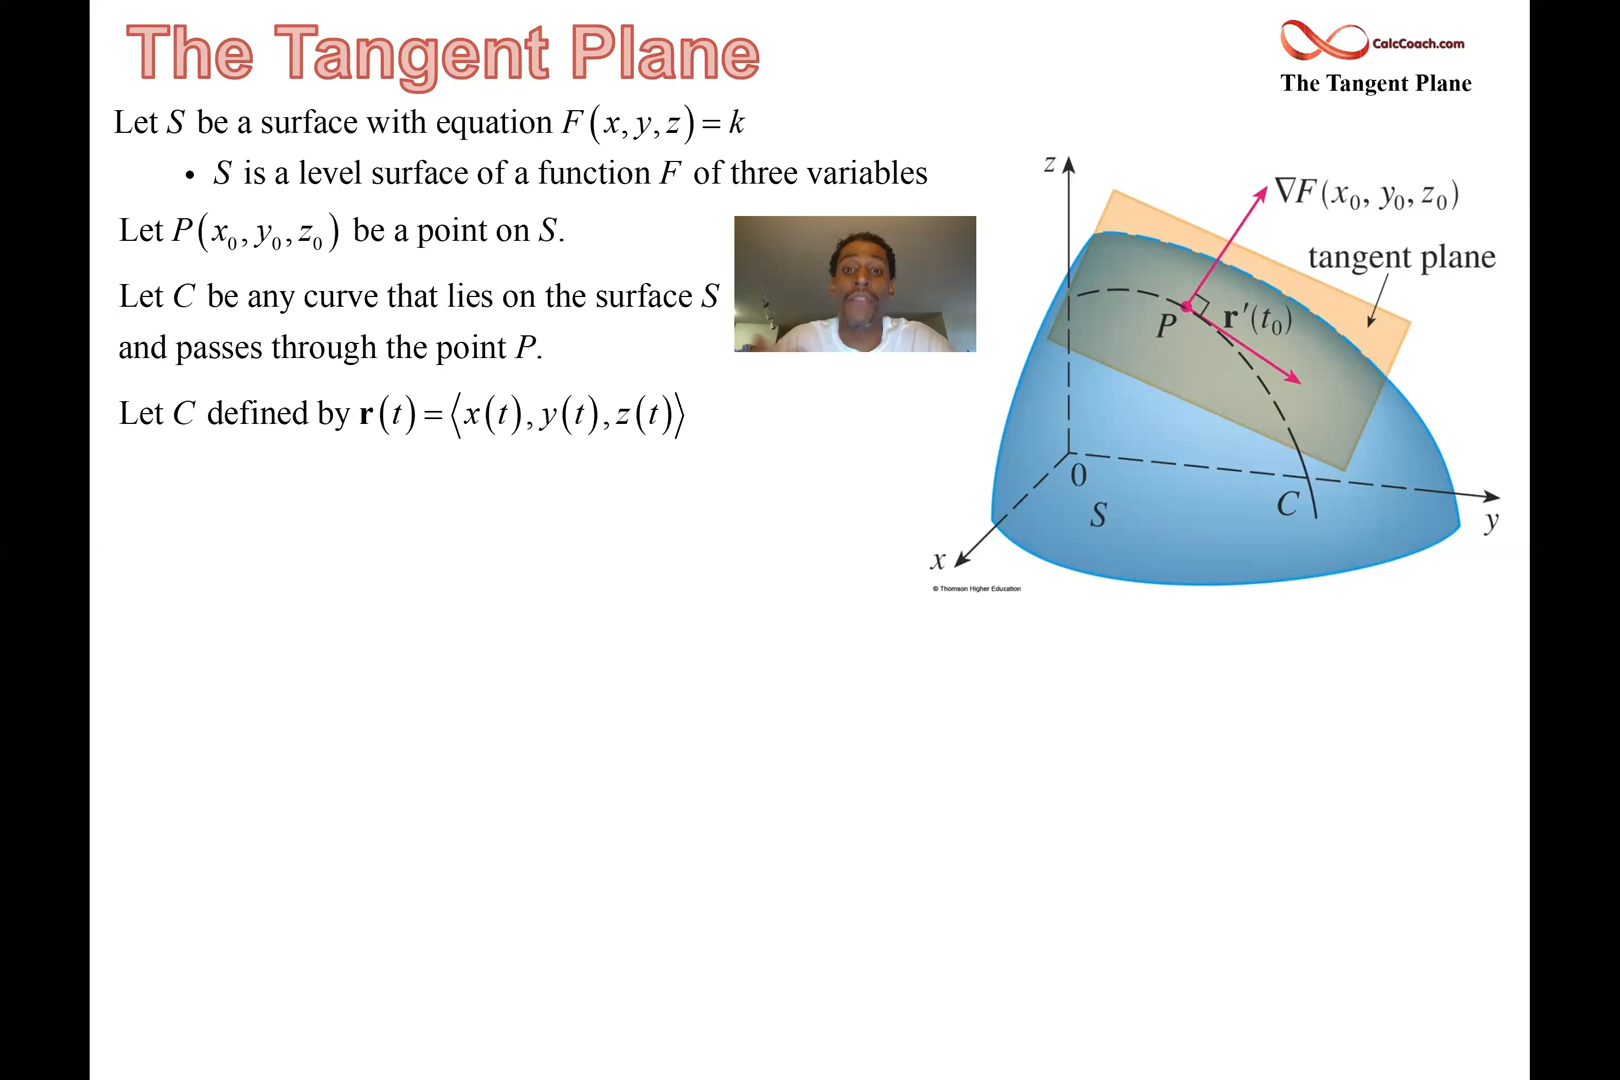 The Tangent Plane
CalcCoach.com
The Tangent Plane
Let S be a surface with equation F(x, y, z) = k
• S is a level surface of a function F of three variables
Let P(x₀, y₀, z₀) be a point on S.
Let C be any curve that lies on the surface S
and passes through the point P.
Let C defined by r(t) = ⟨x(t), y(t), z(t)⟩
z
∇F(x₀, y₀, z₀)
tangent plane
P
r′(t₀)
0
S
C
y
x
© Thomson Higher Education